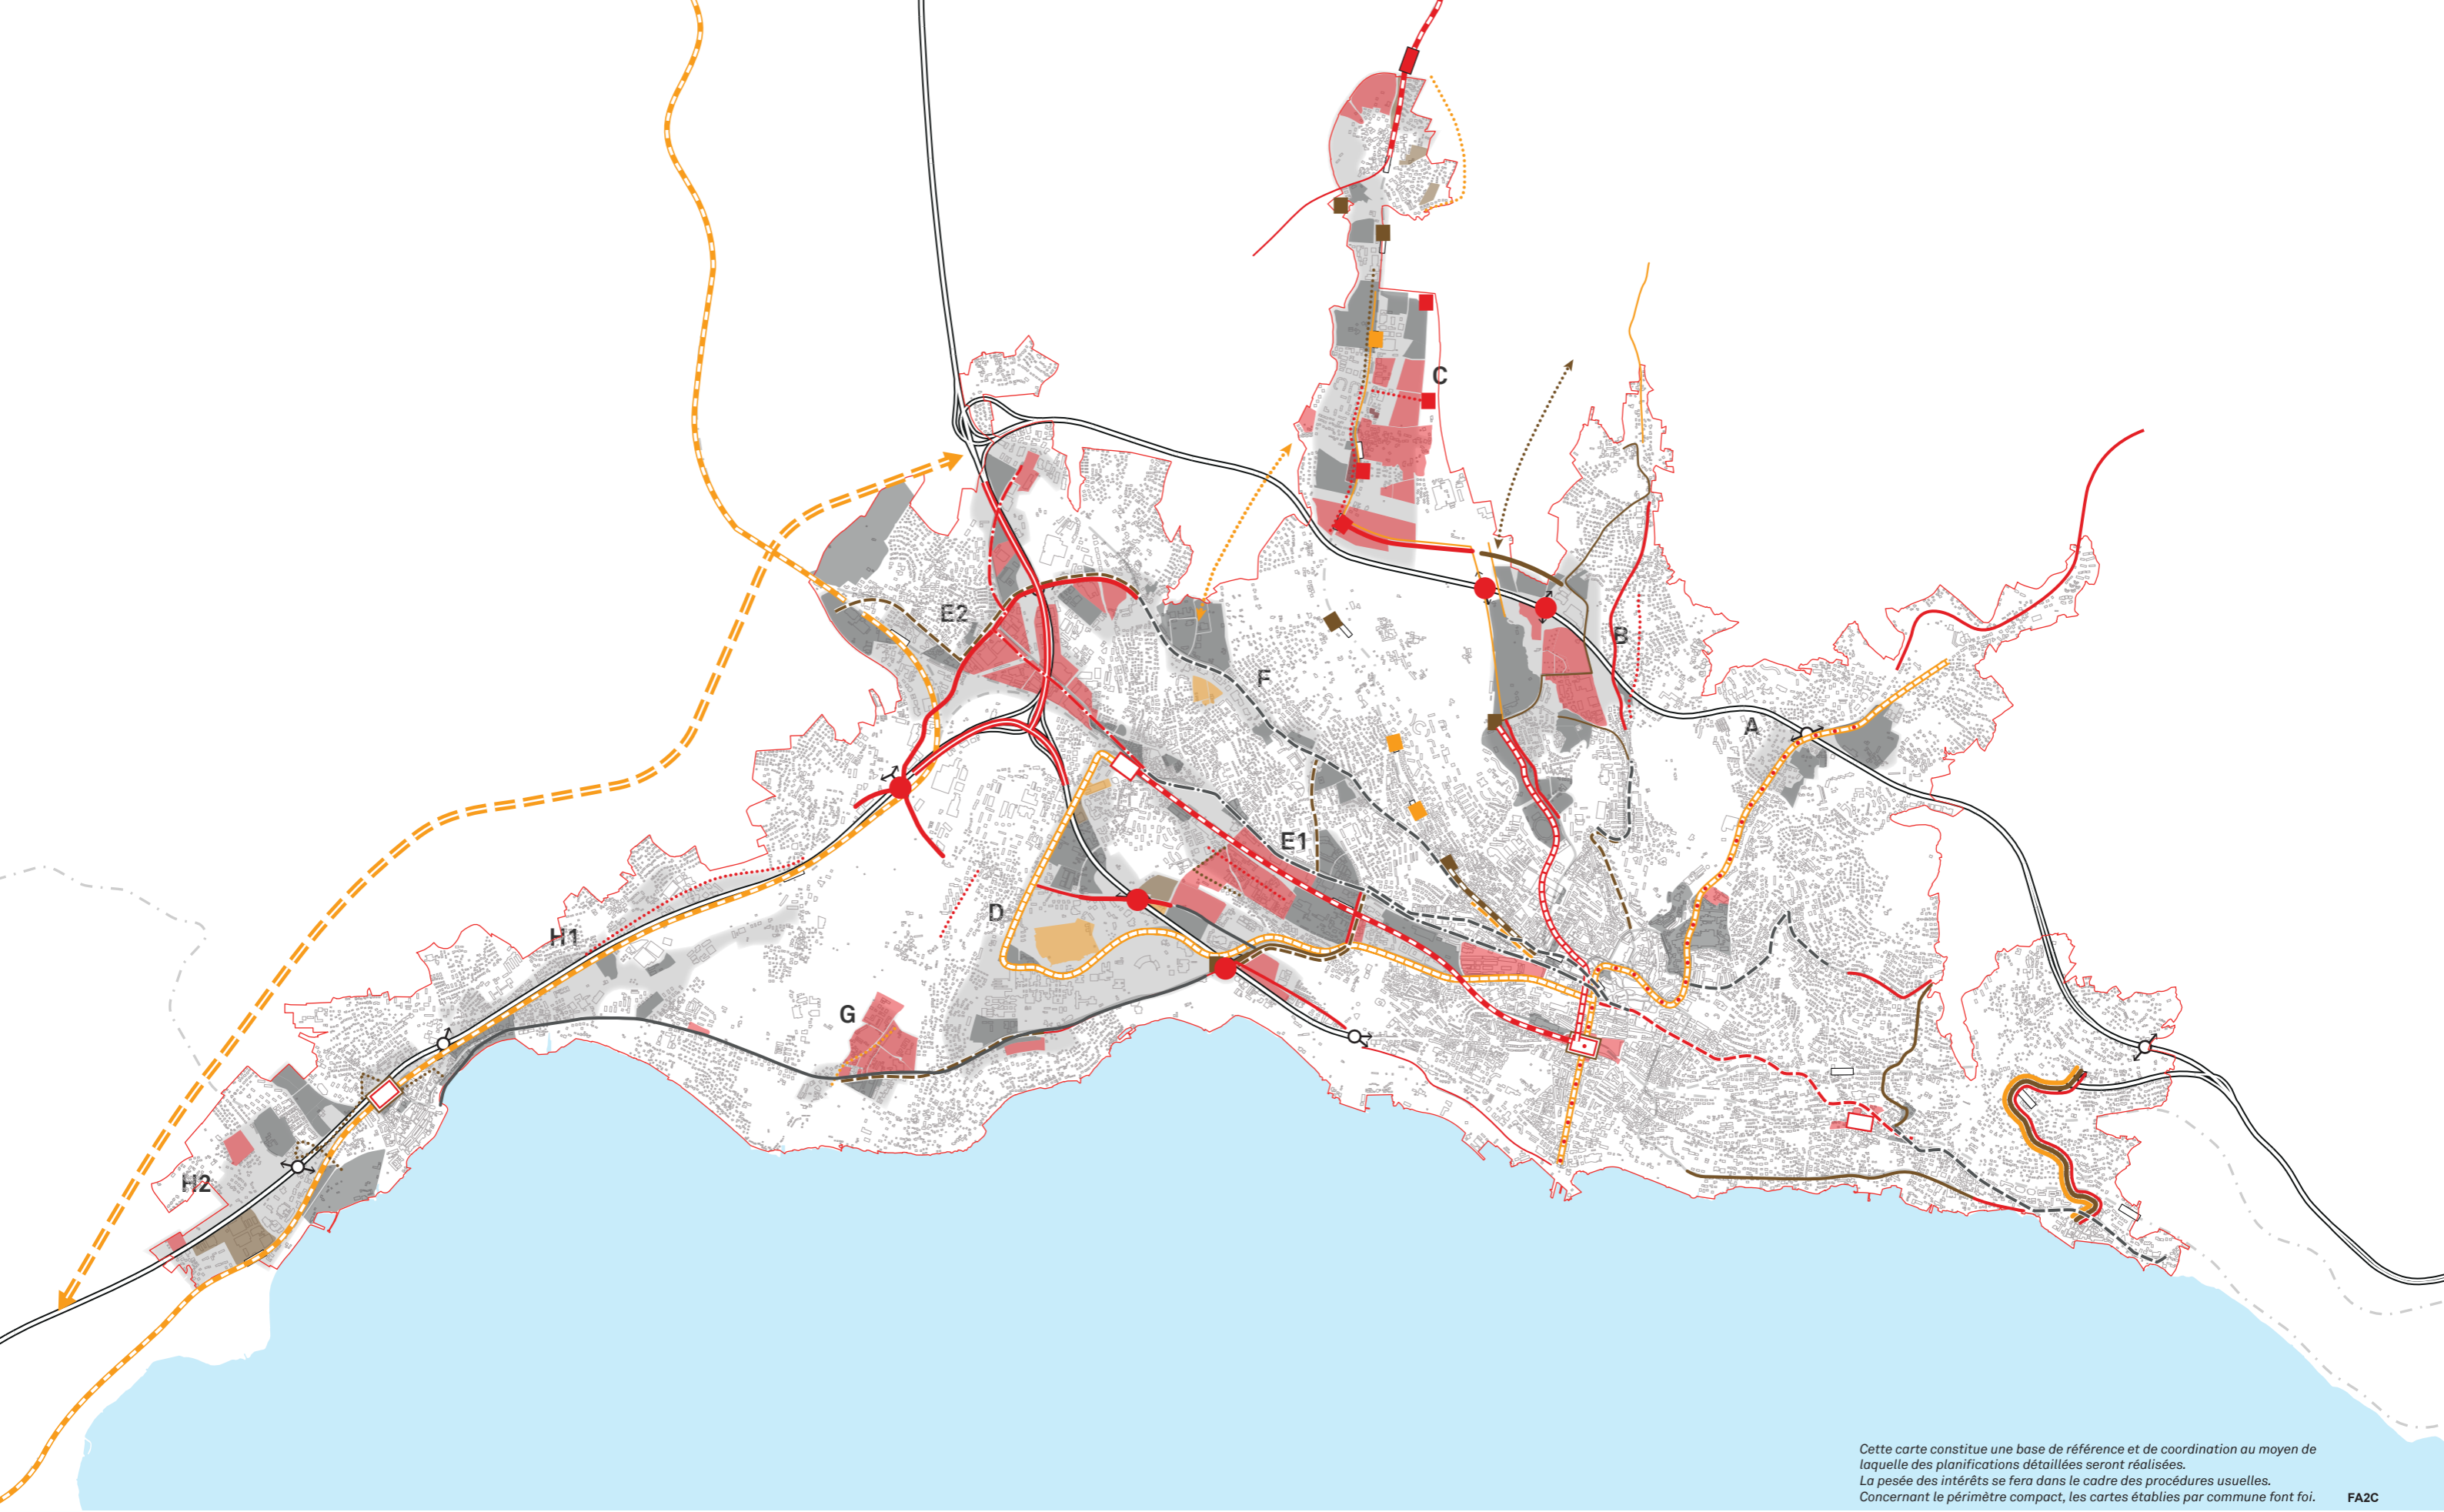 C
E2
B
F
A
E1
D
H1
G
H2
Cette carte constitue une base de référence et de coordination au moyen de
laquelle des planifications détaillées seront réalisées.
La pesée des intérêts se fera dans le cadre des procédures usuelles.
Concernant le périmètre compact, les cartes établies par commune font foi.
FA2C